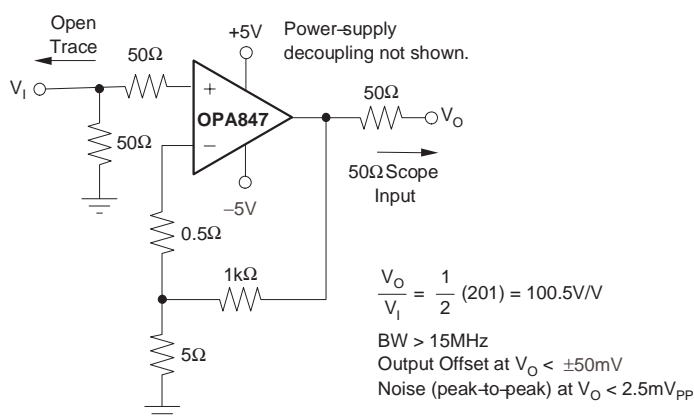 Open
Trace
+5V
Power-supply
decoupling not shown.
50Ω
V_I
+
OPA847
50Ω
V_O
50Ω
−
50Ω Scope
Input
−5V
0.5Ω
1kΩ
V_O / V_I = 1/2 (201) = 100.5V/V
BW > 15MHz
5Ω
Output Offset at V_O < ±50mV
Noise (peak-to-peak) at V_O < 2.5mV_PP